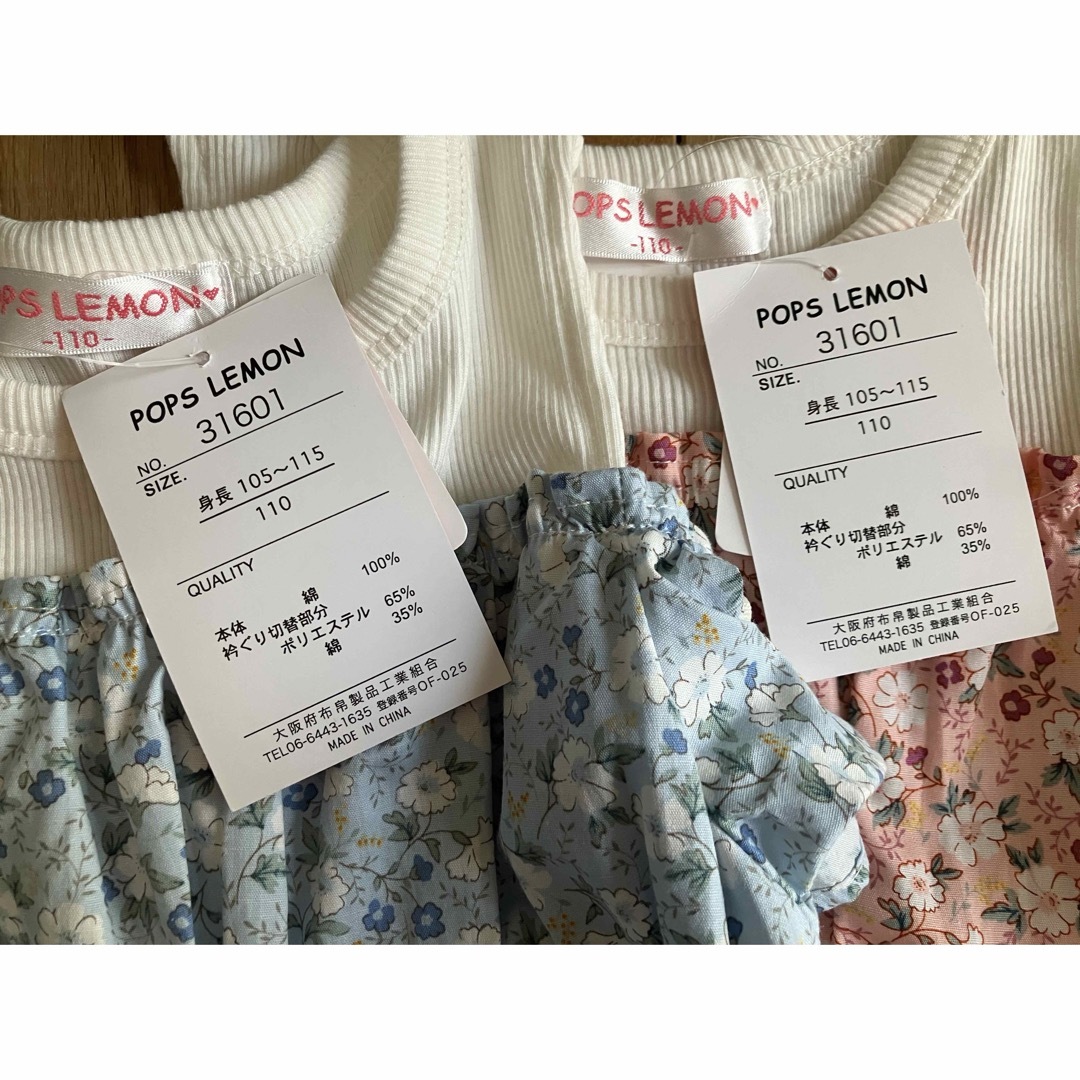 PS LEMON♥
-110-
POPS LEMON
NO. 31601
SIZE.
身長 105～115
110
QUALITY
本体 綿 100%
衿ぐり切替部分
ポリエステル 65%
綿 35%
大阪府布帛製品工業組合
TEL06-6443-1635 登録番号OF-025
MADE IN CHINA
OPS LEMON♥
-110-
POPS LEMON
NO. 31601
SIZE.
身長 105～115
110
QUALITY
本体 綿 100%
衿ぐり切替部分
ポリエステル 65%
綿 35%
大阪府布帛製品工業組合
TEL06-6443-1635 登録番号OF-025
MADE IN CHINA